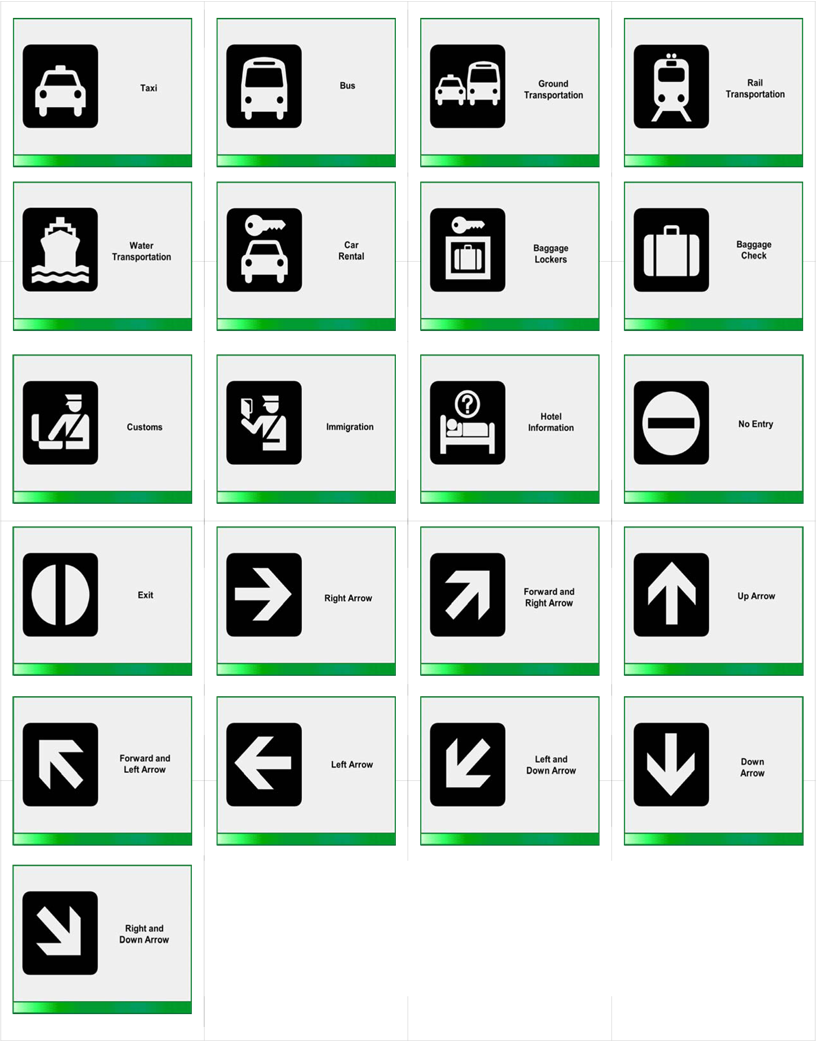 Taxi
Bus
Ground
Transportation
Rail
Transportation
Water
Transportation
Car
Rental
Baggage
Lockers
Baggage
Check
Customs
Immigration
?
Hotel
Information
No Entry
Exit
Right Arrow
Forward and
Right Arrow
Up Arrow
Forward and
Left Arrow
Left Arrow
Left and
Down Arrow
Down
Arrow
Right and
Down Arrow